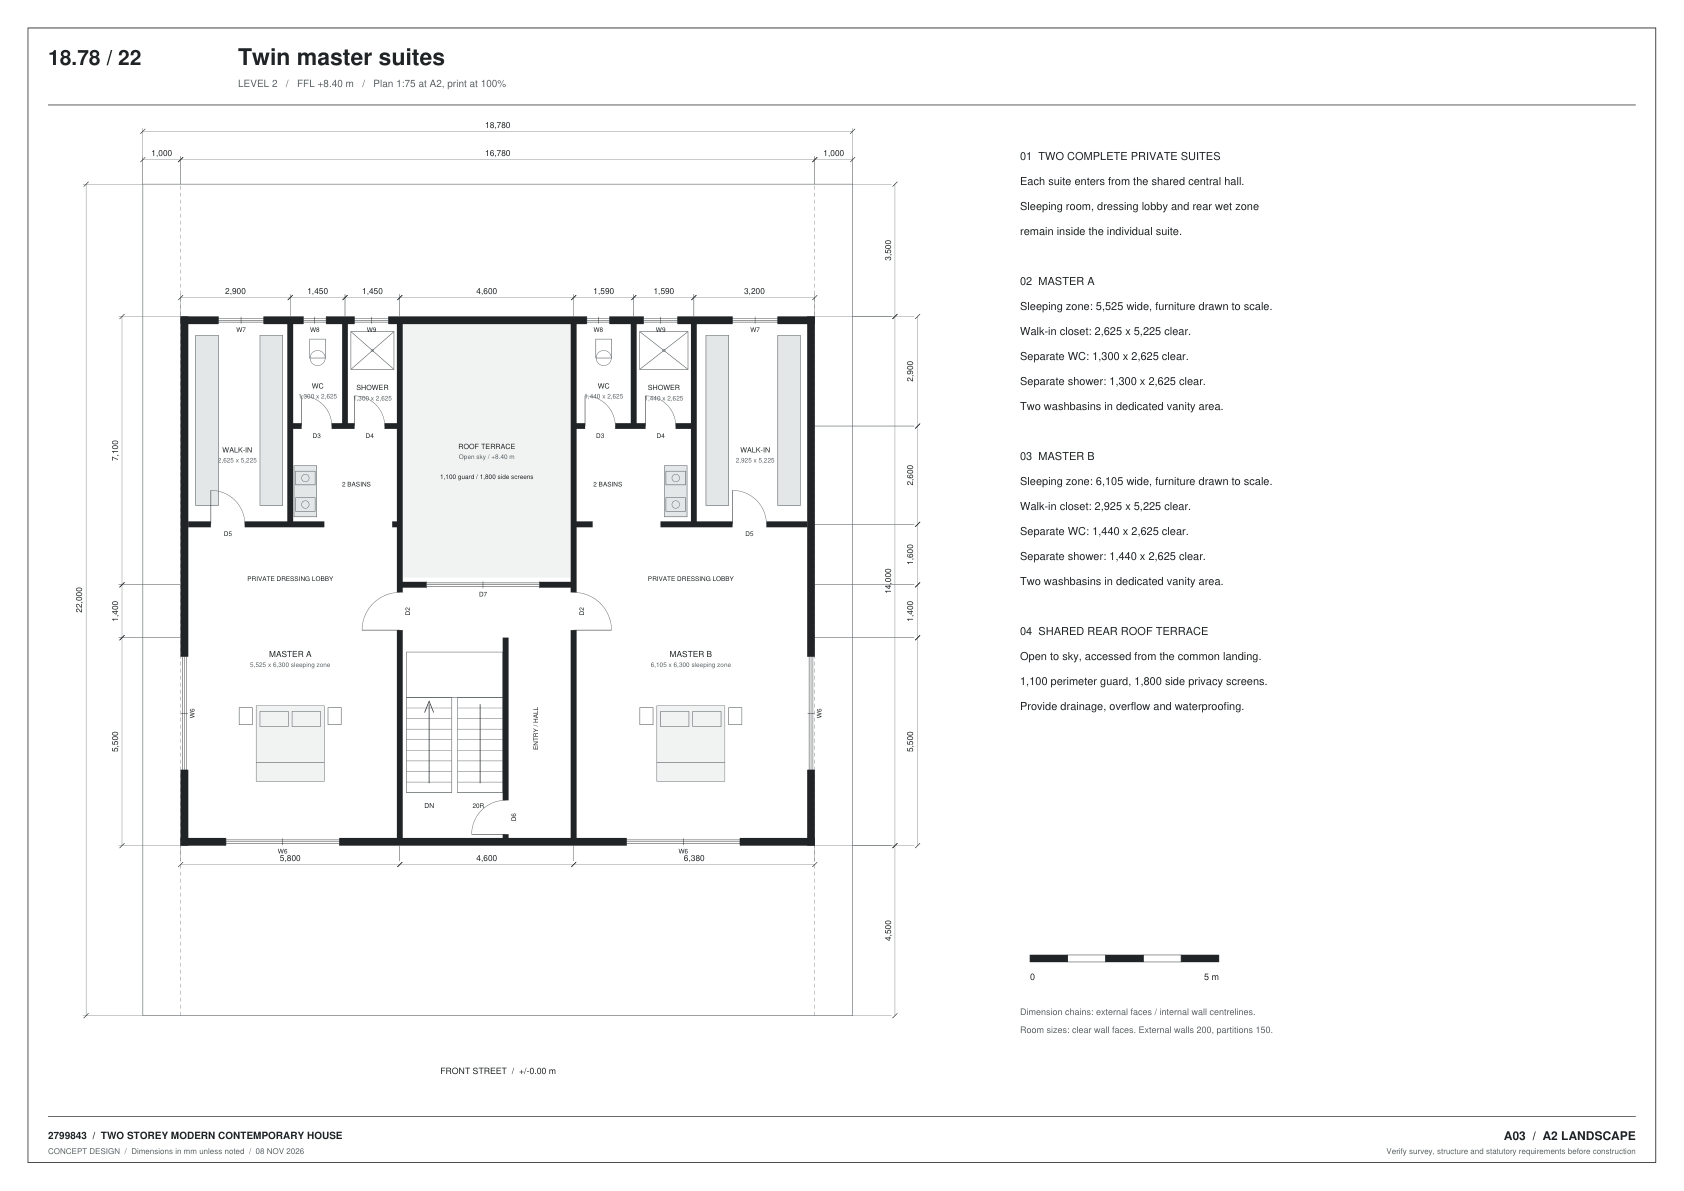 18.78 / 22
Twin master suites
LEVEL 2 / FFL +8.40 m / Plan 1:75 at A2, print at 100%
18,780
1,000
16,780
1,000
3,500
2,900
1,450
1,450
4,600
1,590
1,590
3,200
W7
W8
W9
W8
W9
W7
WC
1,300 x 2,625
SHOWER
1,300 x 2,625
WC
1,440 x 2,625
SHOWER
1,440 x 2,625
2,900
D3
D4
D3
D4
7,100
WALK-IN
2,625 x 5,225
ROOF TERRACE
Open sky / +8.40 m
1,100 guard / 1,800 side screens
WALK-IN
2,925 x 5,225
2,600
2 BASINS
2 BASINS
D5
D5
1,600
PRIVATE DRESSING LOBBY
PRIVATE DRESSING LOBBY
14,000
22,000
D7
1,400
D2
D2
1,400
MASTER A
5,525 x 6,300 sleeping zone
MASTER B
6,105 x 6,300 sleeping zone
W6
W6
ENTRY / HALL
5,500
5,500
DN
20R
D6
W6
W6
5,800
4,600
6,380
4,500
FRONT STREET / +/-0.00 m
01 TWO COMPLETE PRIVATE SUITES
Each suite enters from the shared central hall.
Sleeping room, dressing lobby and rear wet zone
remain inside the individual suite.
02 MASTER A
Sleeping zone: 5,525 wide, furniture drawn to scale.
Walk-in closet: 2,625 x 5,225 clear.
Separate WC: 1,300 x 2,625 clear.
Separate shower: 1,300 x 2,625 clear.
Two washbasins in dedicated vanity area.
03 MASTER B
Sleeping zone: 6,105 wide, furniture drawn to scale.
Walk-in closet: 2,925 x 5,225 clear.
Separate WC: 1,440 x 2,625 clear.
Separate shower: 1,440 x 2,625 clear.
Two washbasins in dedicated vanity area.
04 SHARED REAR ROOF TERRACE
Open to sky, accessed from the common landing.
1,100 perimeter guard, 1,800 side privacy screens.
Provide drainage, overflow and waterproofing.
0
5 m
Dimension chains: external faces / internal wall centrelines.
Room sizes: clear wall faces. External walls 200, partitions 150.
2799843 / TWO STOREY MODERN CONTEMPORARY HOUSE
CONCEPT DESIGN / Dimensions in mm unless noted / 08 NOV 2026
A03 / A2 LANDSCAPE
Verify survey, structure and statutory requirements before construction